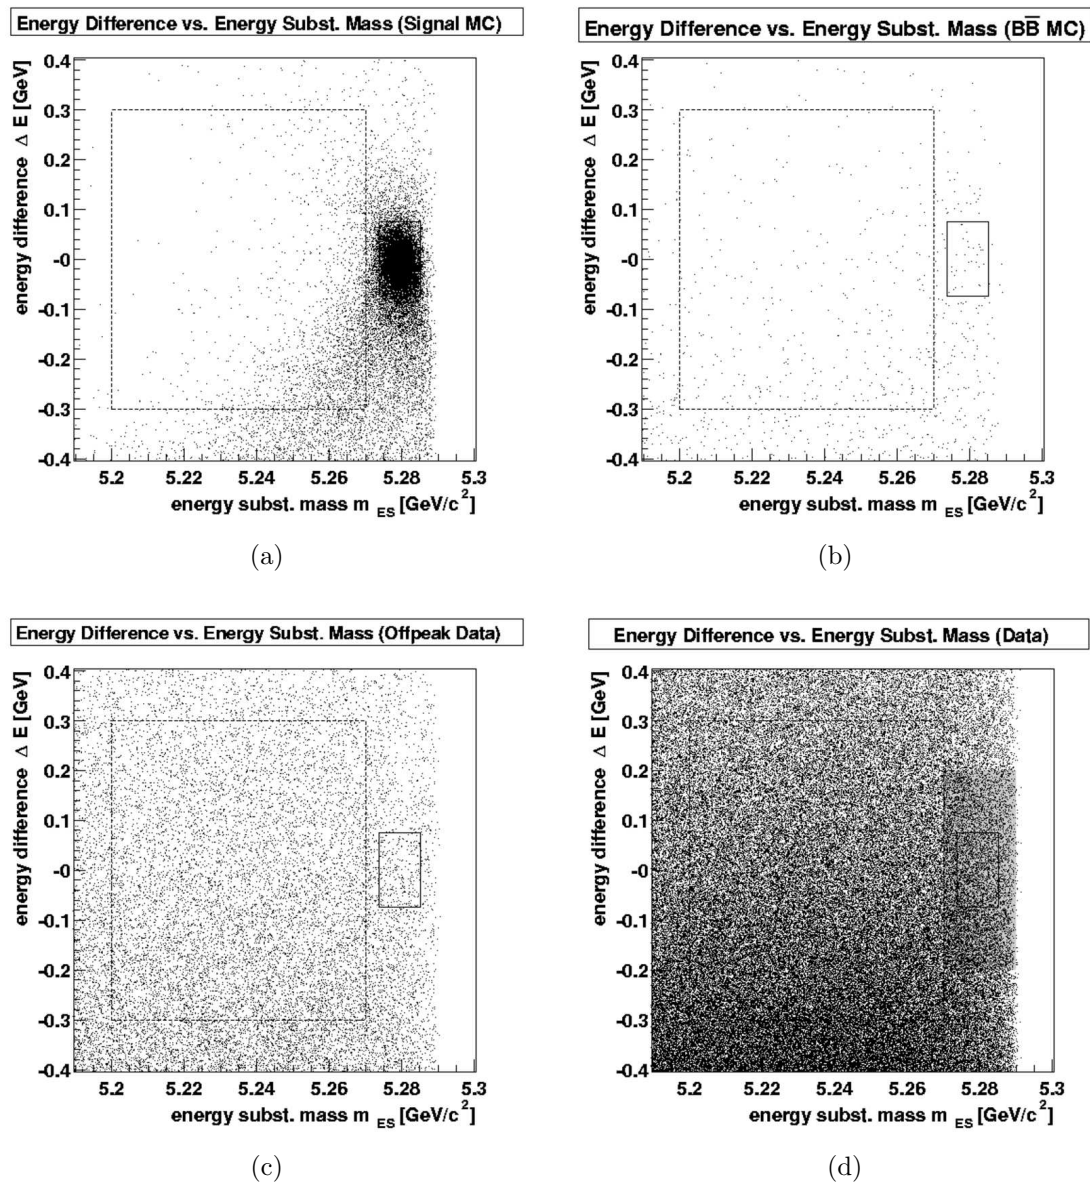 Energy Difference vs. Energy Subst. Mass (Signal MC)
energy difference Δ E [GeV]
0.4
0.3
0.2
0.1
-0
-0.1
-0.2
-0.3
-0.4
5.2 5.22 5.24 5.26 5.28 5.3
energy subst. mass m ES [GeV/c²]
(a)
Energy Difference vs. Energy Subst. Mass (BB̅ MC)
energy difference Δ E [GeV]
0.4
0.3
0.2
0.1
-0
-0.1
-0.2
-0.3
-0.4
5.2 5.22 5.24 5.26 5.28 5.3
energy subst. mass m ES [GeV/c²]
(b)
Energy Difference vs. Energy Subst. Mass (Offpeak Data)
energy difference Δ E [GeV]
0.4
0.3
0.2
0.1
-0
-0.1
-0.2
-0.3
-0.4
5.2 5.22 5.24 5.26 5.28 5.3
energy subst. mass m ES [GeV/c²]
(c)
Energy Difference vs. Energy Subst. Mass (Data)
energy difference Δ E [GeV]
0.4
0.3
0.2
0.1
-0
-0.1
-0.2
-0.3
-0.4
5.2 5.22 5.24 5.26 5.28 5.3
energy subst. mass m ES [GeV/c²]
(d)